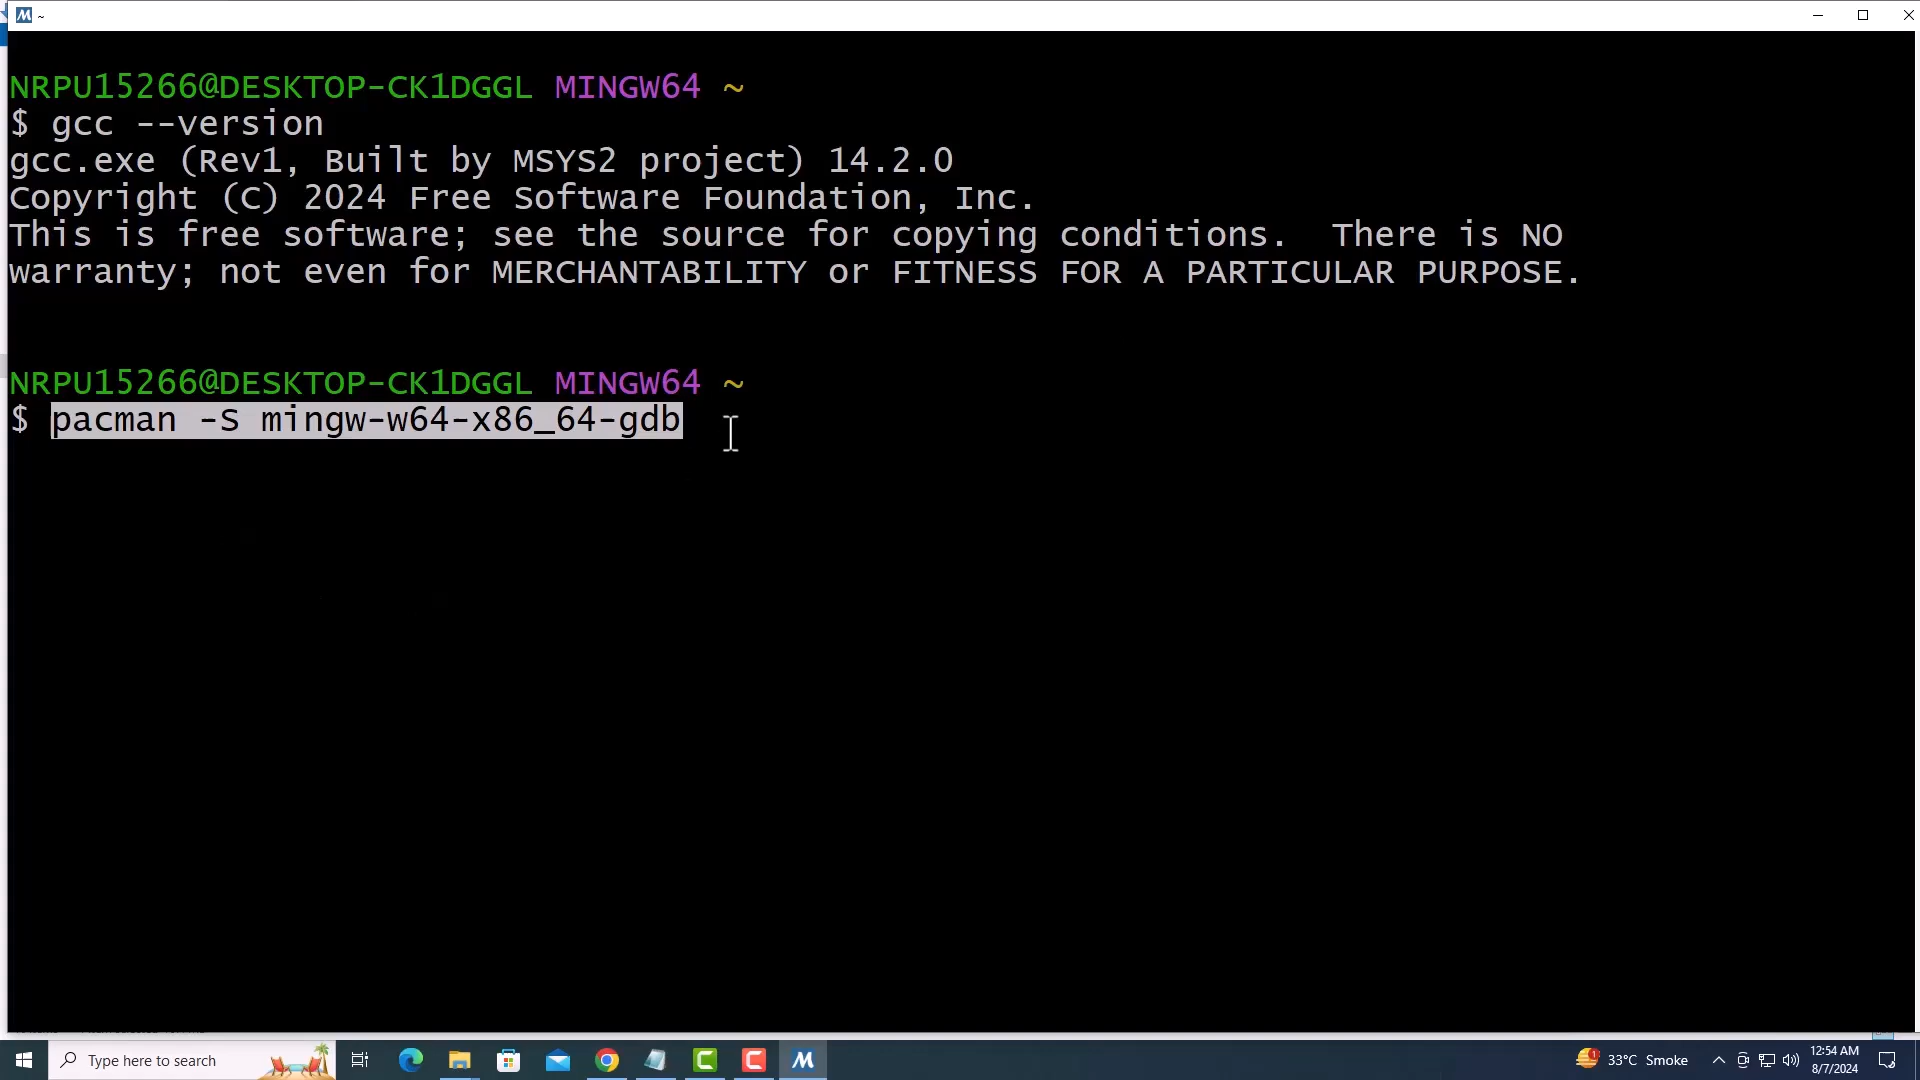 ~
NRPU15266@DESKTOP-CK1DGGL MINGW64 ~
$ gcc --version
gcc.exe (Rev1, Built by MSYS2 project) 14.2.0
Copyright (C) 2024 Free Software Foundation, Inc.
This is free software; see the source for copying conditions.  There is NO
warranty; not even for MERCHANTABILITY or FITNESS FOR A PARTICULAR PURPOSE.
NRPU15266@DESKTOP-CK1DGGL MINGW64 ~
$ pacman -S mingw-w64-x86_64-gdb
Type here to search
33°C Smoke
12:54 AM
8/7/2024